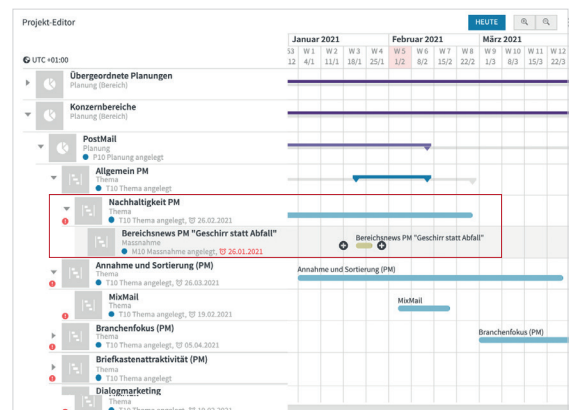 Projekt-Editor
HEUTE
Januar 2021 Februar 2021 März 2021
53 W 1 W 2 W 3 W 4 W 5 W 6 W 7 W 8 W 9 W 10 W 11 W 12
UTC +01:00 12 4/1 11/1 18/1 25/1 1/2 8/2 15/2 22/2 1/3 8/3 15/3 22/3
Übergeordnete Planungen
Planung (Bereich)
Konzernbereiche
Planung (Bereich)
PostMail
Planung
P10 Planung angelegt
Allgemein PM
Thema
T10 Thema angelegt
Nachhaltigkeit PM
Thema
T10 Thema angelegt, 26.02.2021
Bereichsnews PM "Geschirr statt Abfall"
Massnahme
M10 Massnahme angelegt, 26.01.2021
Bereichsnews PM "Geschirr statt Abfall"
Annahme und Sortierung (PM)
Thema
T10 Thema angelegt, 26.03.2021
Annahme und Sortierung (PM)
MixMail
Thema
T10 Thema angelegt, 19.02.2021
MixMail
Branchenfokus (PM)
Thema
T10 Thema angelegt, 05.04.2021
Branchenfokus (PM)
Briefkastenattraktivität (PM)
Thema
T10 Thema angelegt
Dialogmarketing
Thema